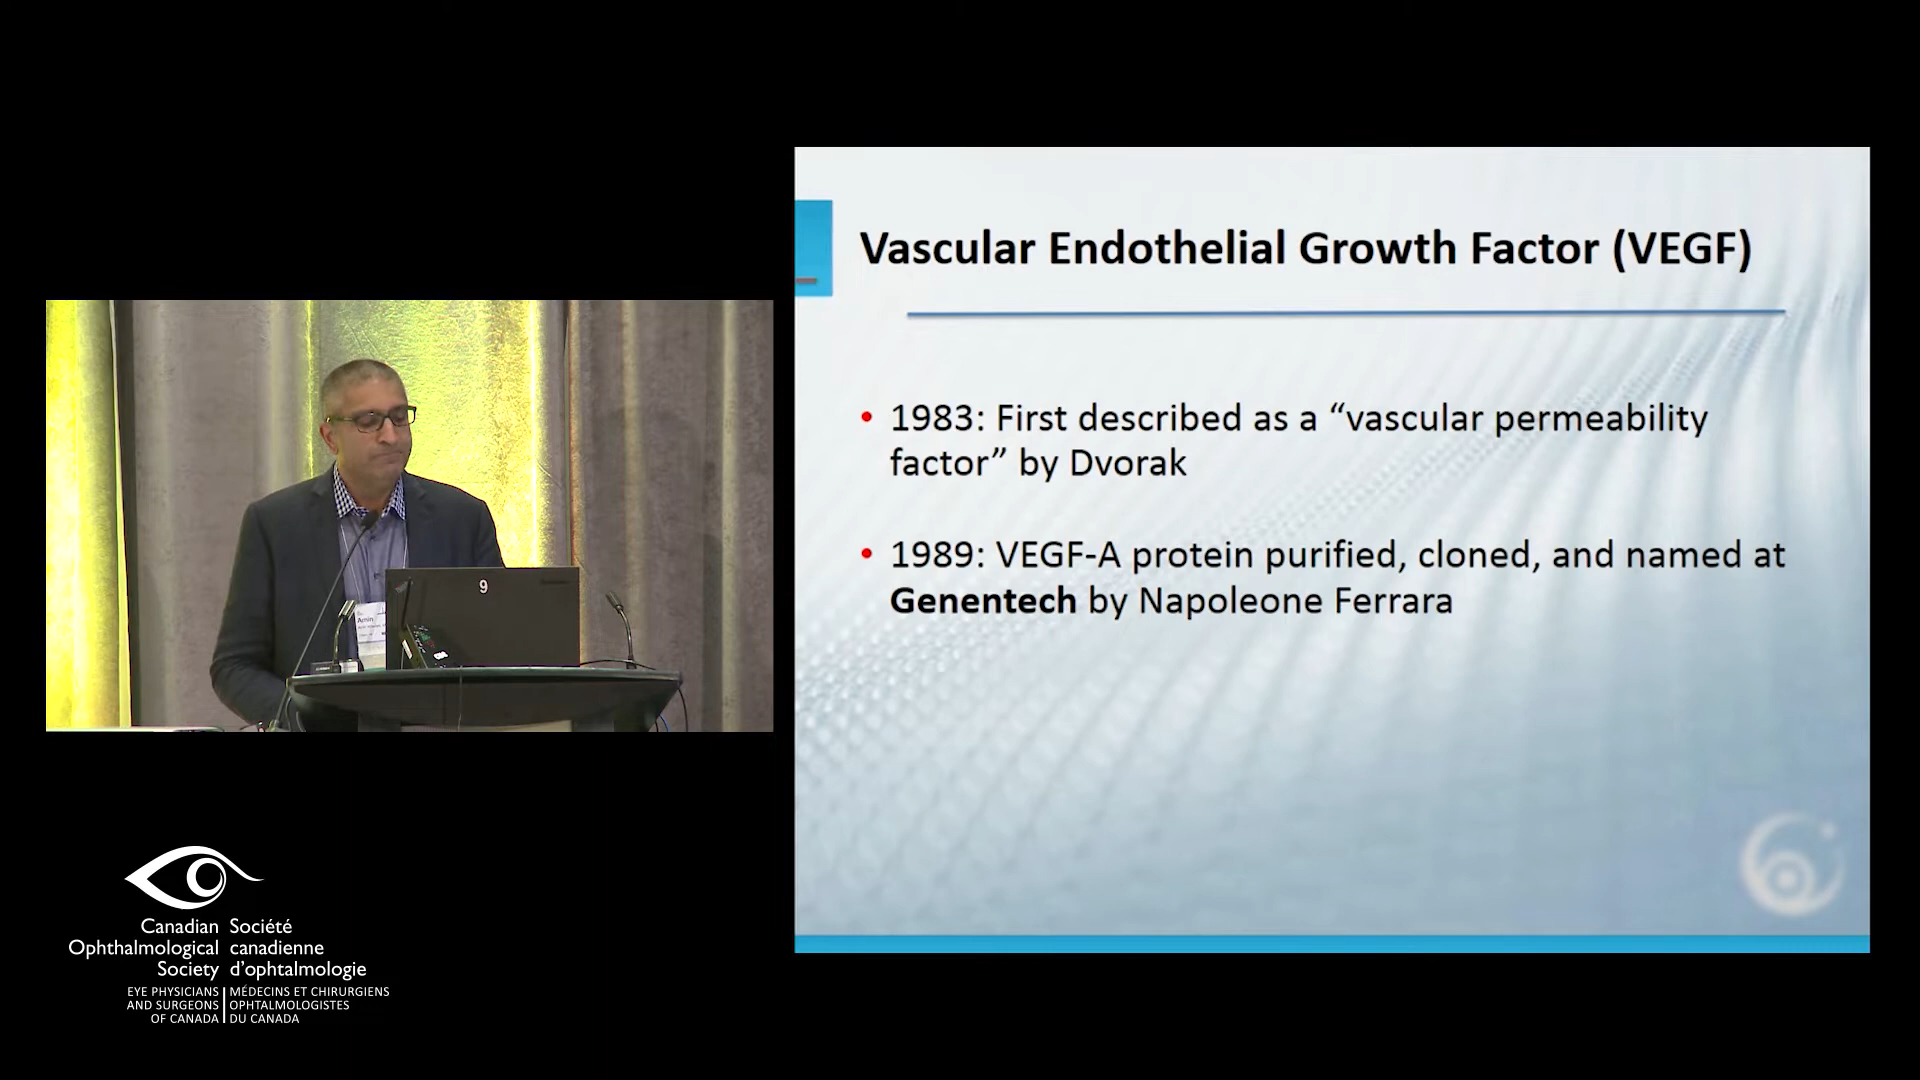 Vascular Endothelial Growth Factor (VEGF)
• 1983: First described as a “vascular permeability
factor” by Dvorak
• 1989: VEGF-A protein purified, cloned, and named at
Genentech by Napoleone Ferrara
9
Amin
Canadian
Ophthalmological
Society
Société
canadienne
d’ophtalmologie
EYE PHYSICIANS
AND SURGEONS
OF CANADA
MÉDECINS ET CHIRURGIENS
OPHTALMOLOGISTES
DU CANADA